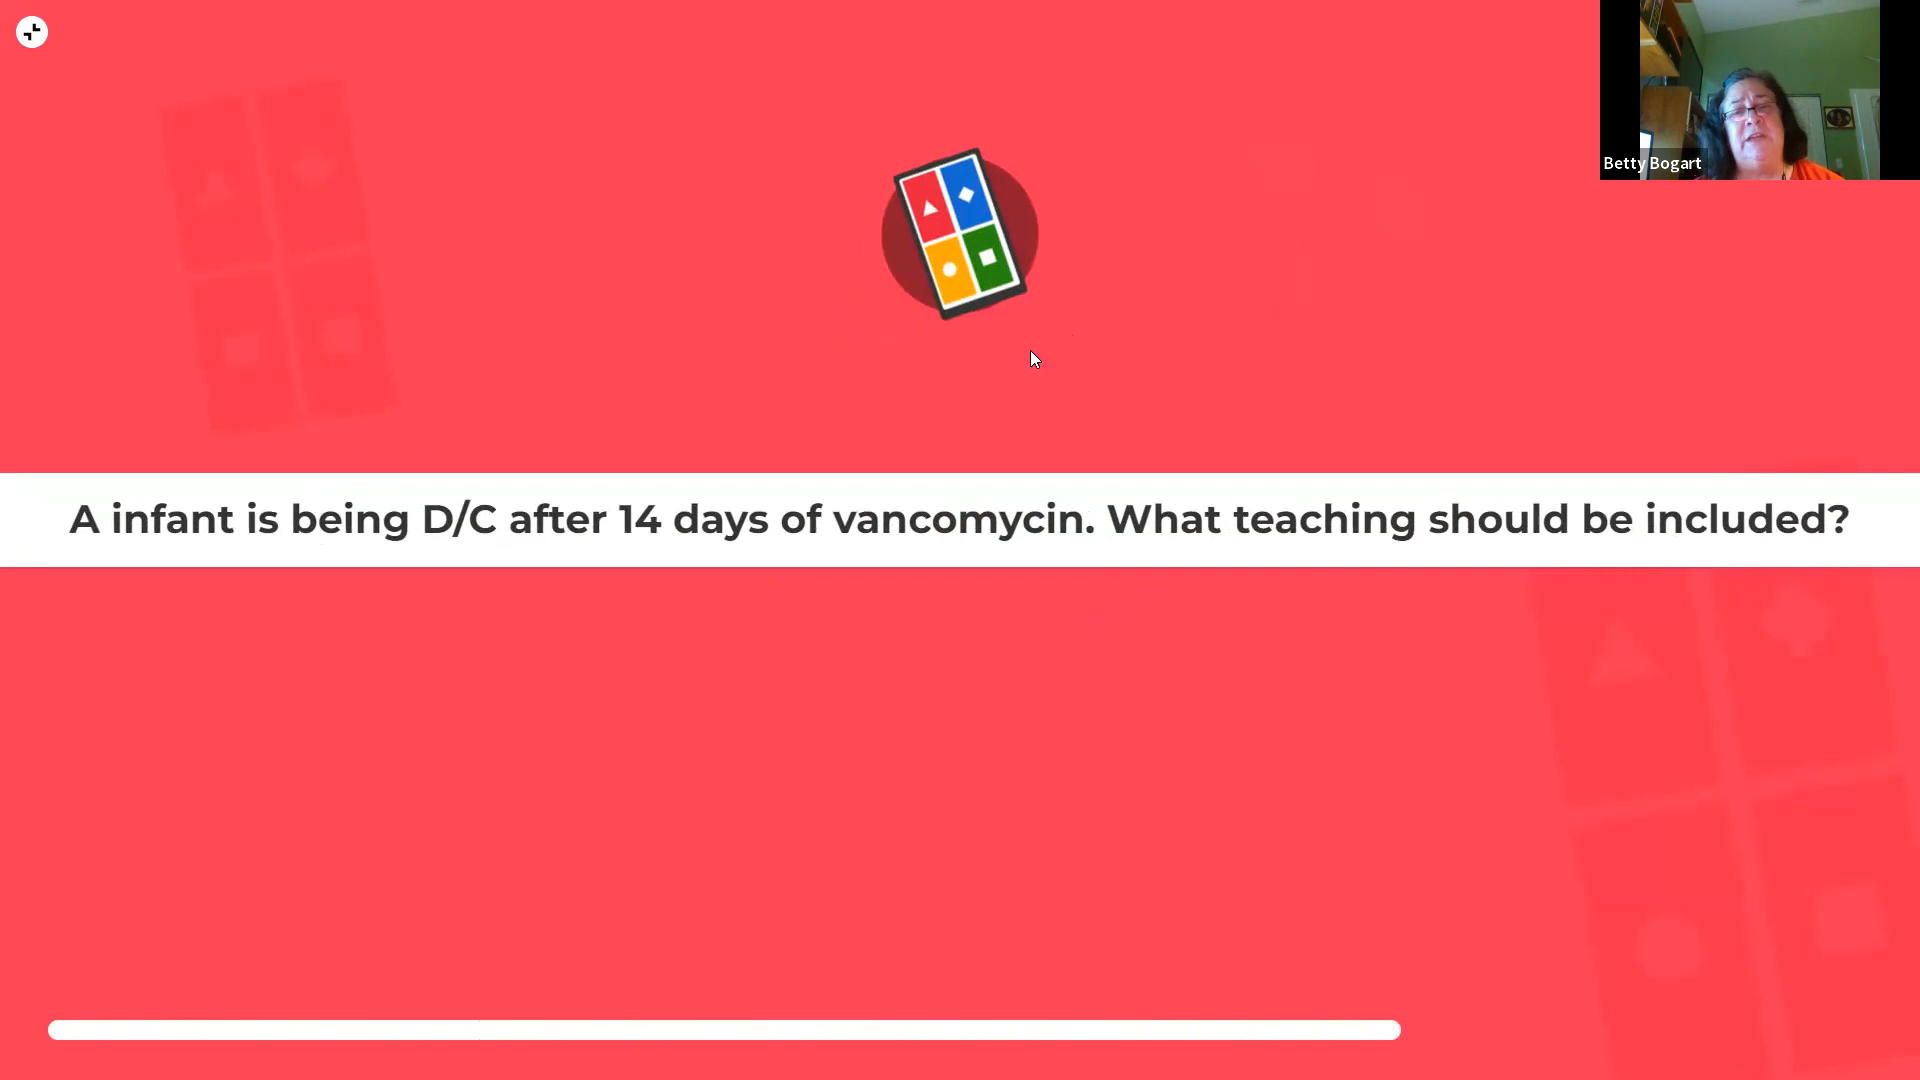 Betty Bogart
A infant is being D/C after 14 days of vancomycin. What teaching should be included?